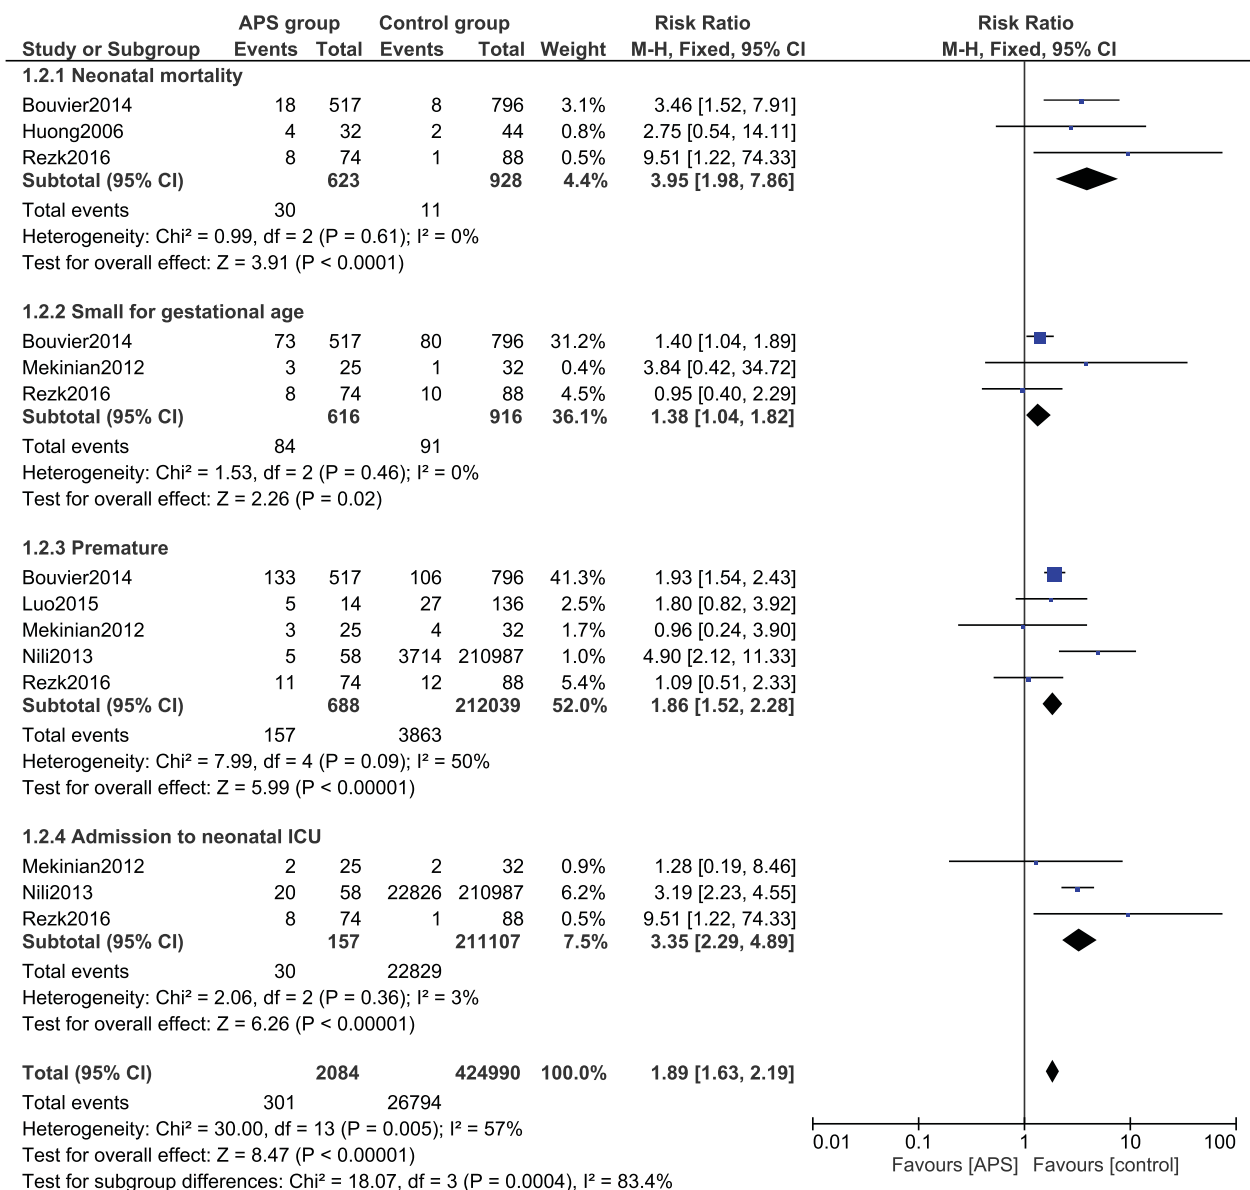 APS group Control group Risk Ratio Risk Ratio
Study or Subgroup Events Total Events Total Weight M-H, Fixed, 95% CI M-H, Fixed, 95% CI
1.2.1 Neonatal mortality
Bouvier2014 18 517 8 796 3.1% 3.46 [1.52, 7.91]
Huong2006 4 32 2 44 0.8% 2.75 [0.54, 14.11]
Rezk2016 8 74 1 88 0.5% 9.51 [1.22, 74.33]
Subtotal (95% CI) 623 928 4.4% 3.95 [1.98, 7.86]
Total events 30 11
Heterogeneity: Chi² = 0.99, df = 2 (P = 0.61); I² = 0%
Test for overall effect: Z = 3.91 (P < 0.0001)
1.2.2 Small for gestational age
Bouvier2014 73 517 80 796 31.2% 1.40 [1.04, 1.89]
Mekinian2012 3 25 1 32 0.4% 3.84 [0.42, 34.72]
Rezk2016 8 74 10 88 4.5% 0.95 [0.40, 2.29]
Subtotal (95% CI) 616 916 36.1% 1.38 [1.04, 1.82]
Total events 84 91
Heterogeneity: Chi² = 1.53, df = 2 (P = 0.46); I² = 0%
Test for overall effect: Z = 2.26 (P = 0.02)
1.2.3 Premature
Bouvier2014 133 517 106 796 41.3% 1.93 [1.54, 2.43]
Luo2015 5 14 27 136 2.5% 1.80 [0.82, 3.92]
Mekinian2012 3 25 4 32 1.7% 0.96 [0.24, 3.90]
Nili2013 5 58 3714 210987 1.0% 4.90 [2.12, 11.33]
Rezk2016 11 74 12 88 5.4% 1.09 [0.51, 2.33]
Subtotal (95% CI) 688 212039 52.0% 1.86 [1.52, 2.28]
Total events 157 3863
Heterogeneity: Chi² = 7.99, df = 4 (P = 0.09); I² = 50%
Test for overall effect: Z = 5.99 (P < 0.00001)
1.2.4 Admission to neonatal ICU
Mekinian2012 2 25 2 32 0.9% 1.28 [0.19, 8.46]
Nili2013 20 58 22826 210987 6.2% 3.19 [2.23, 4.55]
Rezk2016 8 74 1 88 0.5% 9.51 [1.22, 74.33]
Subtotal (95% CI) 157 211107 7.5% 3.35 [2.29, 4.89]
Total events 30 22829
Heterogeneity: Chi² = 2.06, df = 2 (P = 0.36); I² = 3%
Test for overall effect: Z = 6.26 (P < 0.00001)
Total (95% CI) 2084 424990 100.0% 1.89 [1.63, 2.19]
Total events 301 26794
Heterogeneity: Chi² = 30.00, df = 13 (P = 0.005); I² = 57%
Test for overall effect: Z = 8.47 (P < 0.00001)
Test for subgroup differences: Chi² = 18.07, df = 3 (P = 0.0004), I² = 83.4%
0.01 0.1 1 10 100
Favours [APS] Favours [control]